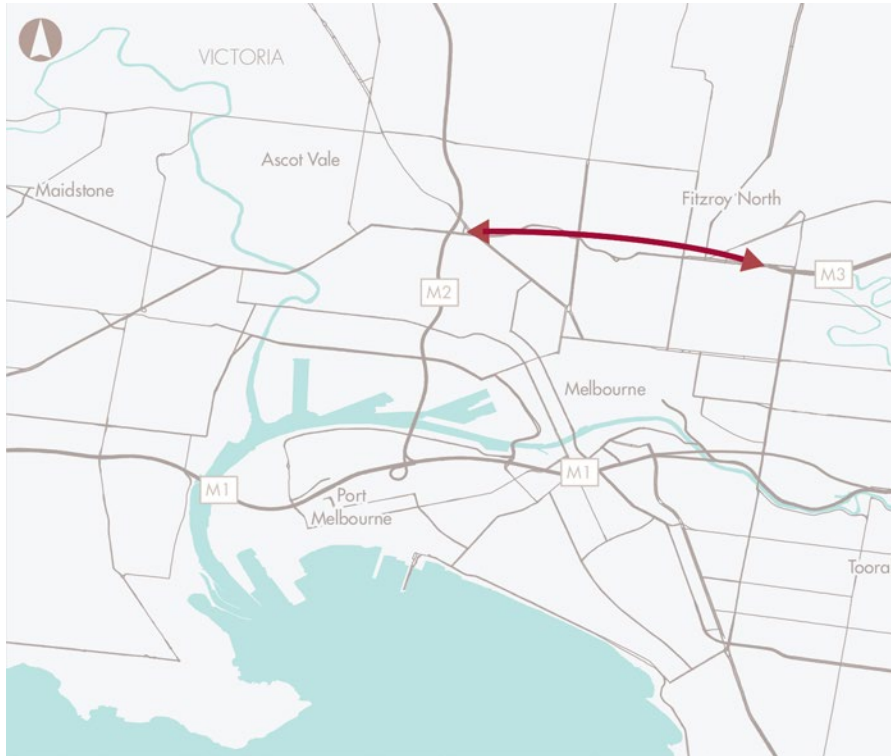 VICTORIA
Ascot Vale
Maidstone
Fitzroy North
M3
M2
Melbourne
M1
M1
Port
Melbourne
Toora